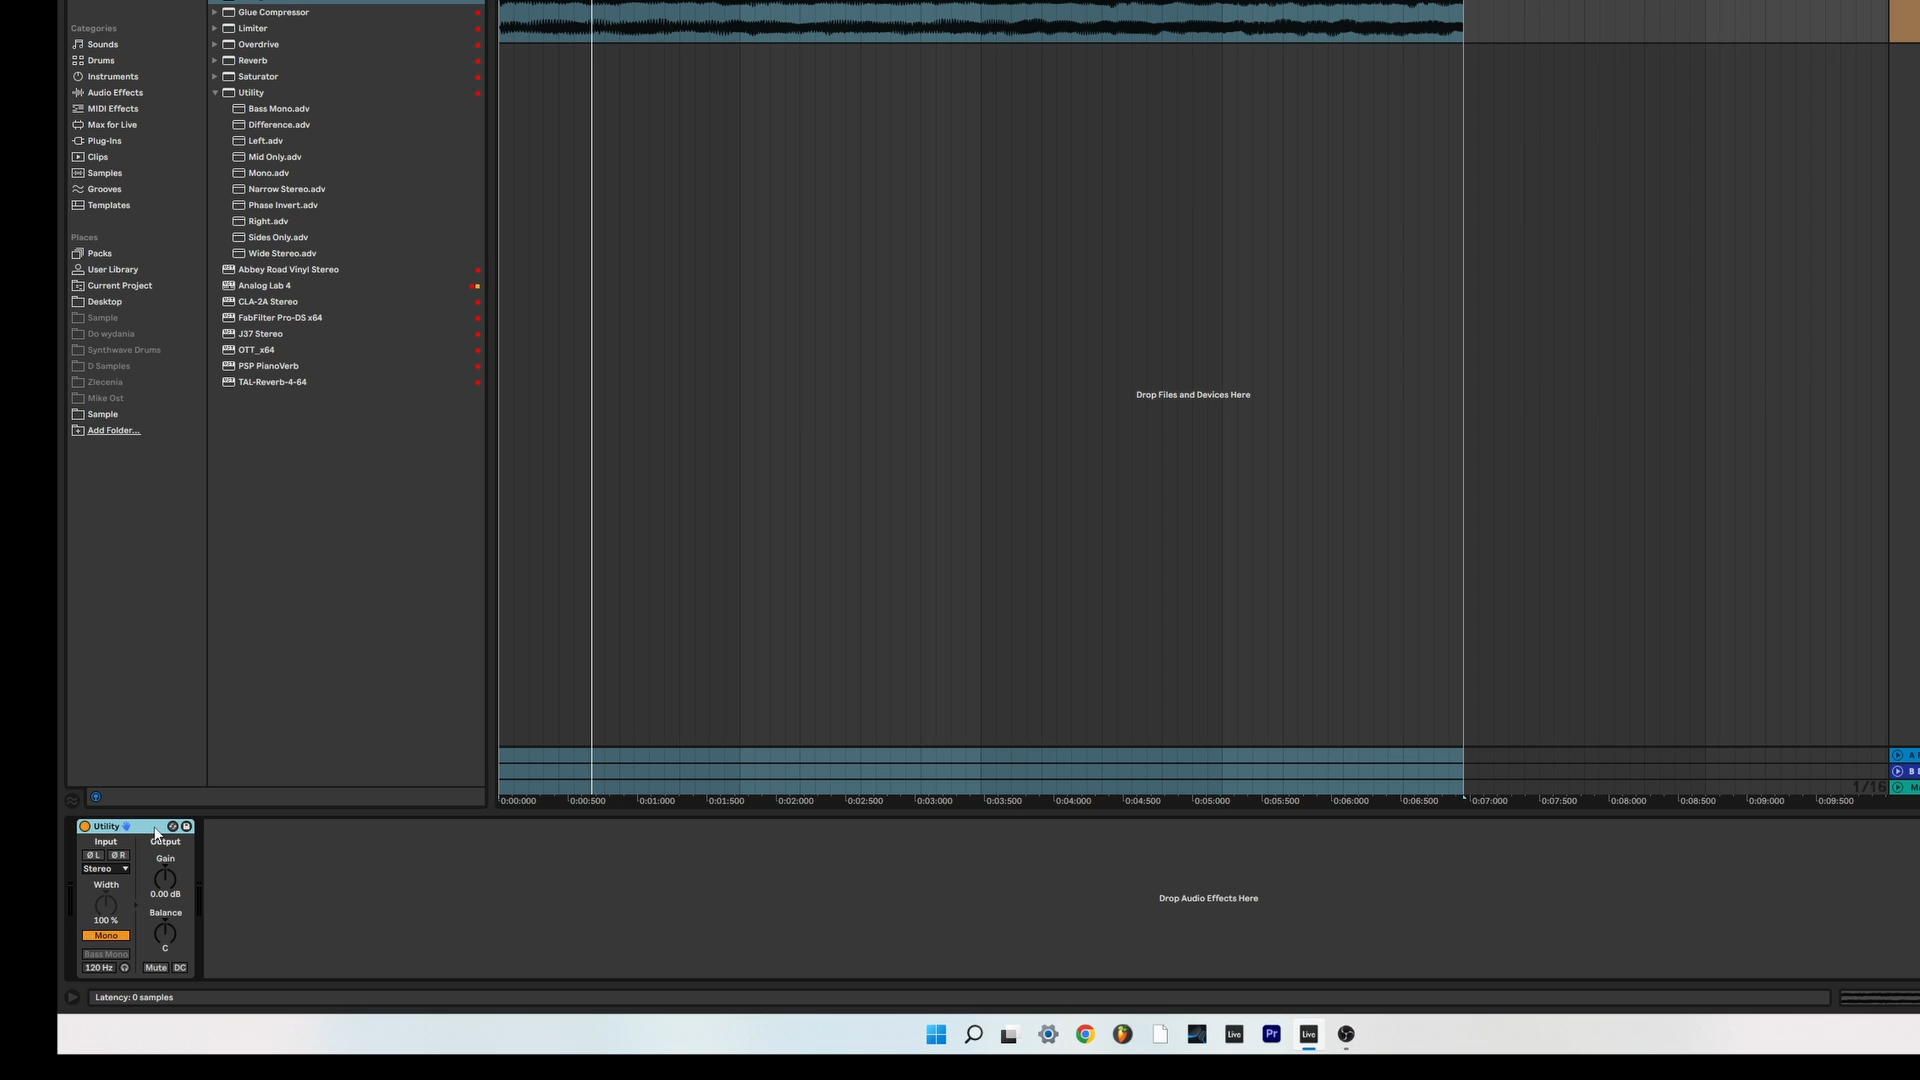 Categories
Sounds
Drums
Instruments
Audio Effects
MIDI Effects
Max for Live
Plug-Ins
Clips
Samples
Grooves
Templates
Places
Packs
User Library
Current Project
Desktop
Sample
Do wydania
Synthwave Drums
D Samples
Zlecenia
Mike Ost
Sample
Add Folder...
Glue Compressor
Limiter
Overdrive
Reverb
Saturator
Utility
Bass Mono.adv
Difference.adv
Left.adv
Mid Only.adv
Mono.adv
Narrow Stereo.adv
Phase Invert.adv
Right.adv
Sides Only.adv
Wide Stereo.adv
Abbey Road Vinyl Stereo
Analog Lab 4
CLA-2A Stereo
FabFilter Pro-DS x64
J37 Stereo
OTT_x64
PSP PianoVerb
TAL-Reverb-4-64
Drop Files and Devices Here
A
B
1/16
0:00:000 0:00:500 0:01:000 0:01:500 0:02:000 0:02:500 0:03:000 0:03:500 0:04:000 0:04:500 0:05:000 0:05:500 0:06:000 0:06:500 0:07:000 0:07:500 0:08:000 0:08:500 0:09:000 0:09:500
Utility
Input Output
Ø L Ø R
Gain
Stereo
0.00 dB
Width
100 %
Balance
C
Mono
Bass Mono
120 Hz
Mute DC
Drop Audio Effects Here
Latency: 0 samples
Live Pr Live